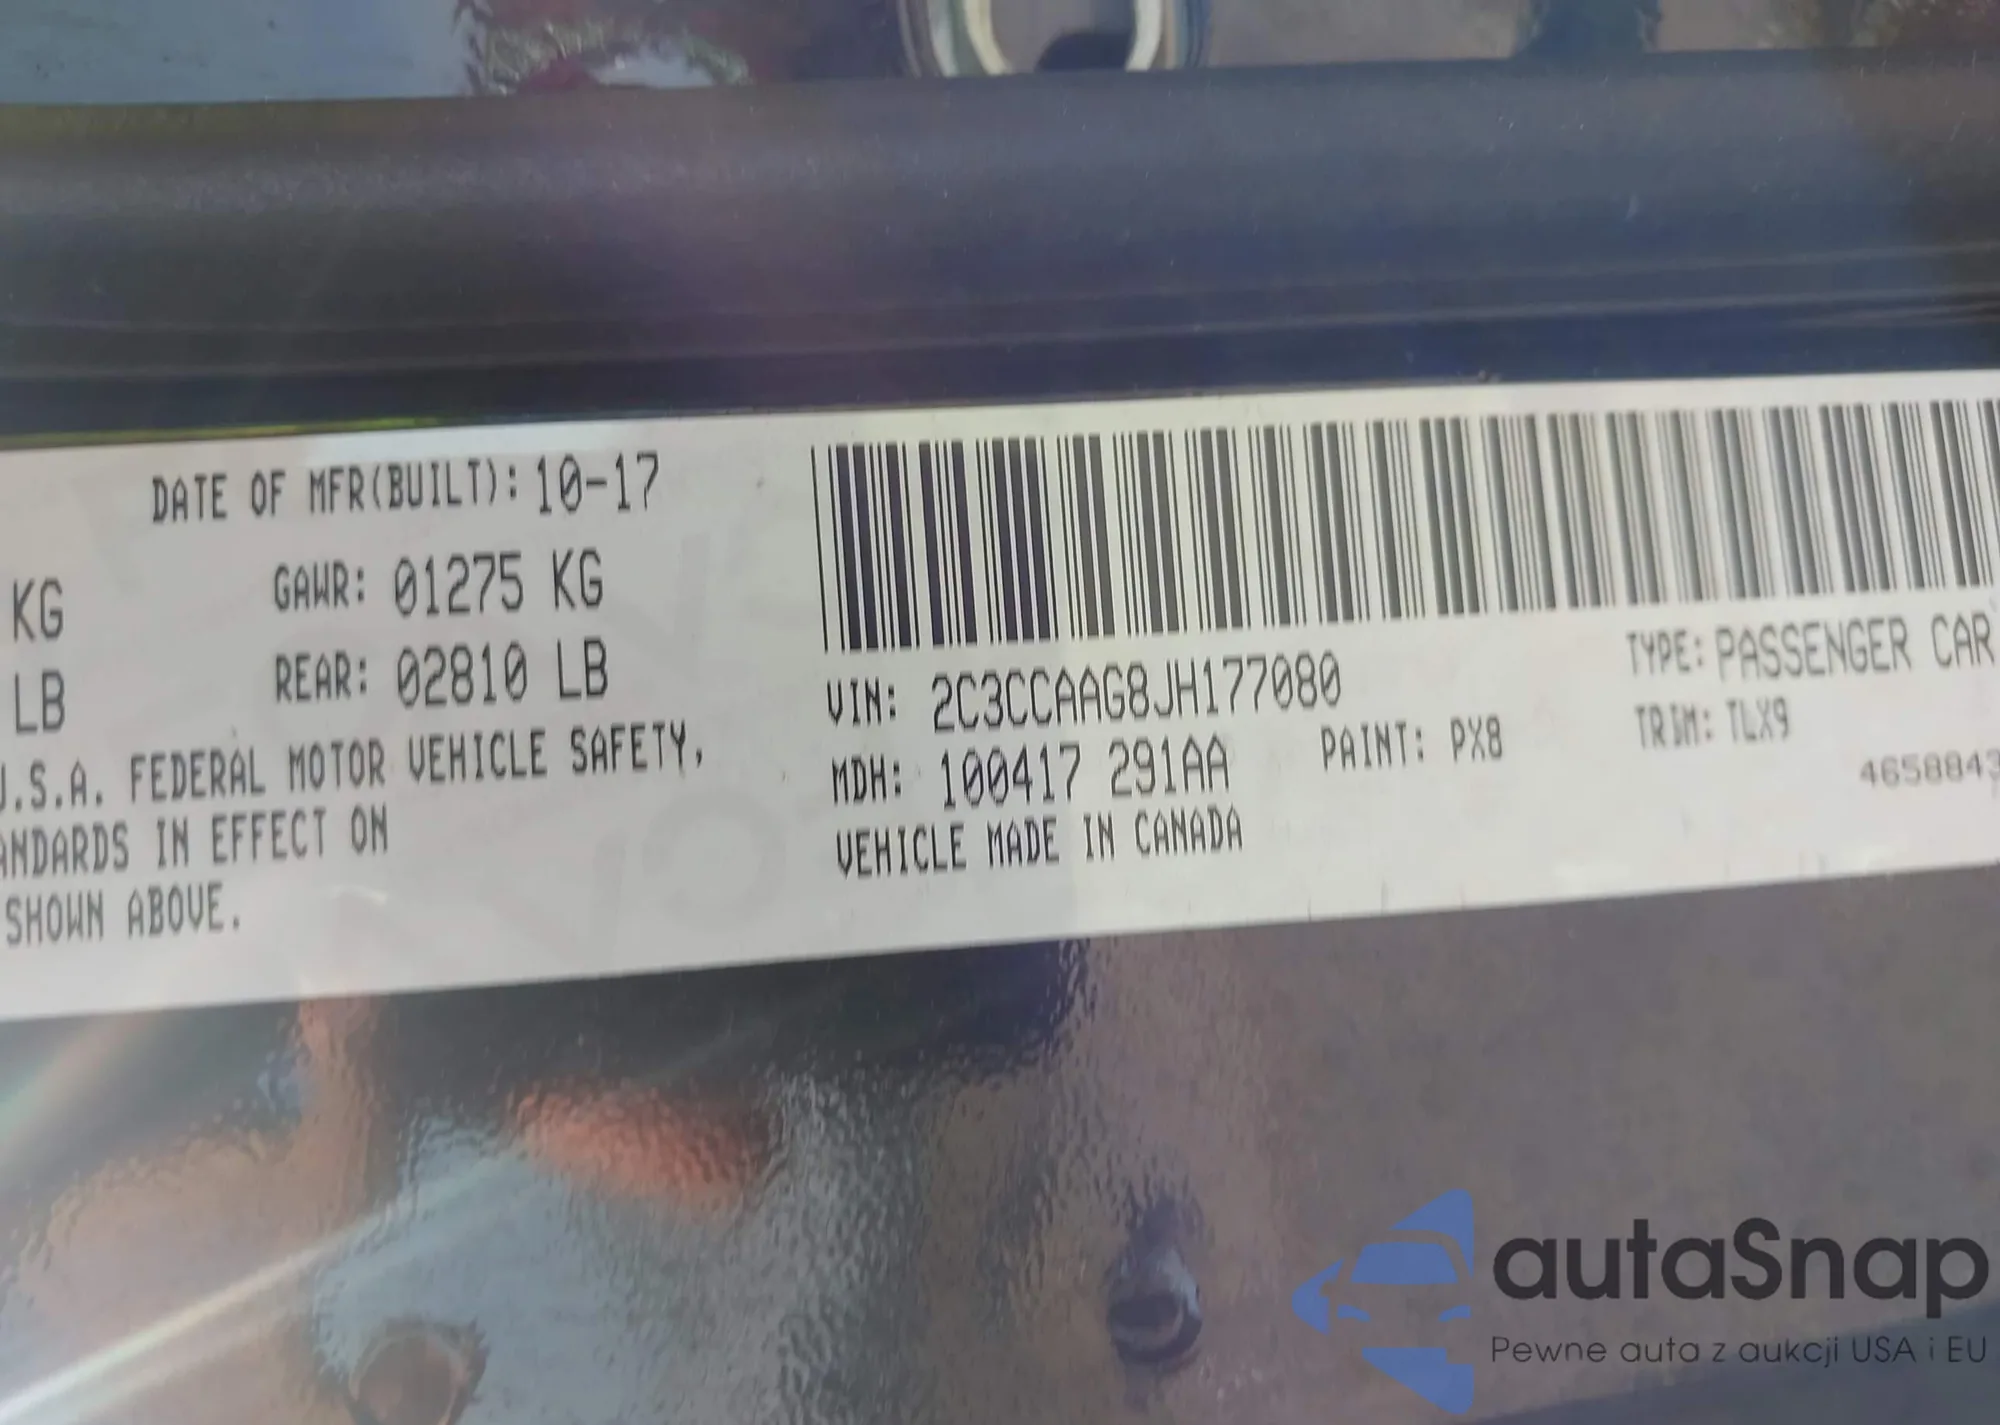 DATE OF MFR(BUILT): 10-17
KG GAWR: 01275 KG
LB REAR: 02810 LB
U.S.A. FEDERAL MOTOR VEHICLE SAFETY,
ANDARDS IN EFFECT ON
SHOWN ABOVE.
VIN: 2C3CCAAG8JH177080
TYPE: PASSENGER CAR
MDH: 100417 291AA
PAINT: PX8
TRIM: TLX9
VEHICLE MADE IN CANADA
4658843
autaSnap
Pewne auta z aukcji USA i EU